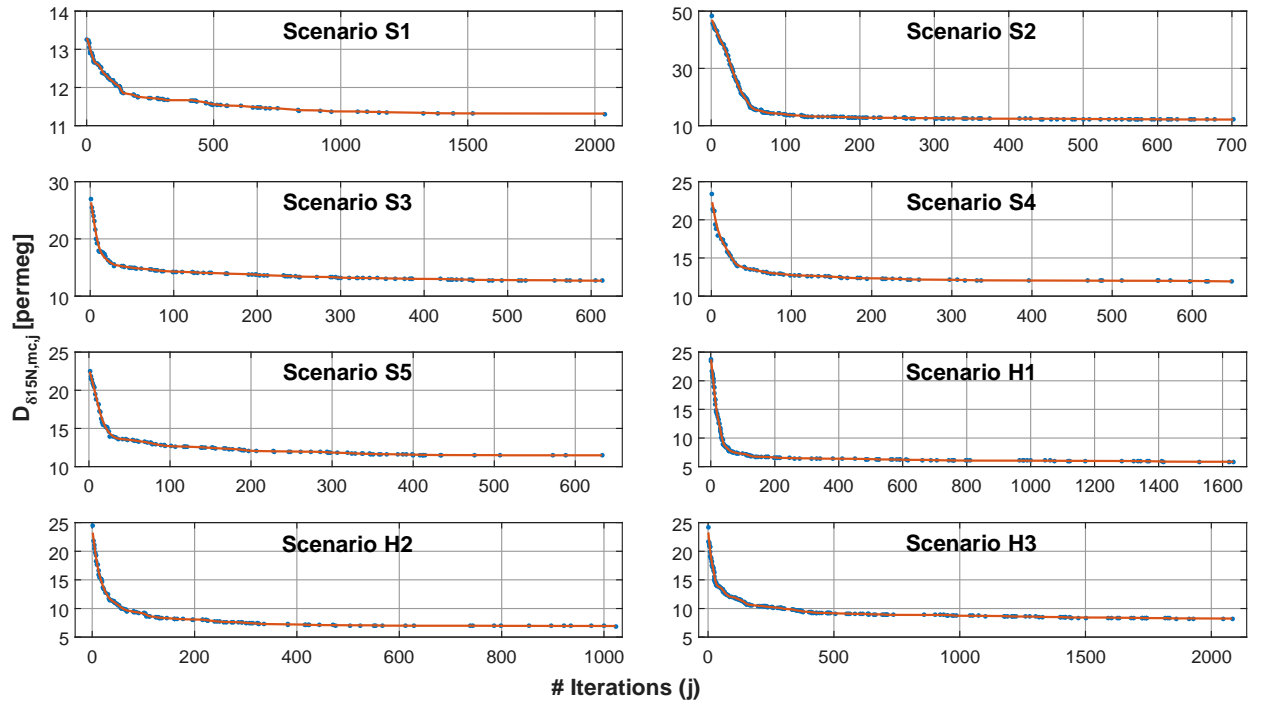 14
13
12
11
Scenario S1
0 500 1000 1500 2000
50
30
10
Scenario S2
0 100 200 300 400 500 600 700
30
20
10
Scenario S3
0 100 200 300 400 500 600
25
20
15
10
Scenario S4
0 100 200 300 400 500 600
25
20
15
10
Scenario S5
0 100 200 300 400 500 600
25
20
15
10
5
Scenario H1
0 200 400 600 800 1000 1200 1400 1600
25
20
15
10
5
Scenario H2
0 200 400 600 800 1000
25
20
15
10
5
Scenario H3
0 500 1000 1500 2000
D δ15N,mc,j [permeg]
# Iterations (j)